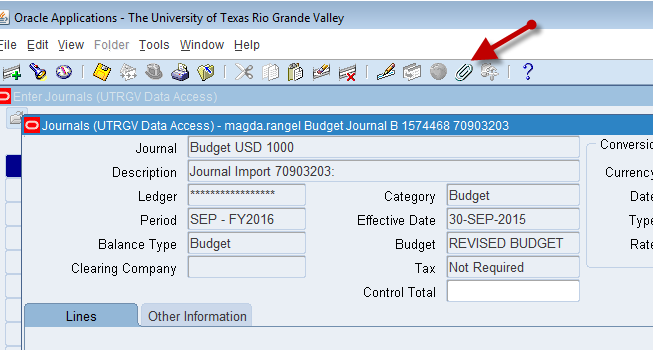 Oracle Applications - The University of Texas Rio Grande Valley
File Edit View Folder Tools Window Help
Enter Journals (UTRGV Data Access)
Journals (UTRGV Data Access) - magda.rangel Budget Journal B 1574468 70903203
Journal Budget USD 1000 Conversion
Description Journal Import 70903203: Currency
Ledger ***************** Category Budget Date
Period SEP - FY2016 Effective Date 30-SEP-2015 Type
Balance Type Budget Budget REVISED BUDGET Rate
Clearing Company Tax Not Required
Control Total
Lines Other Information